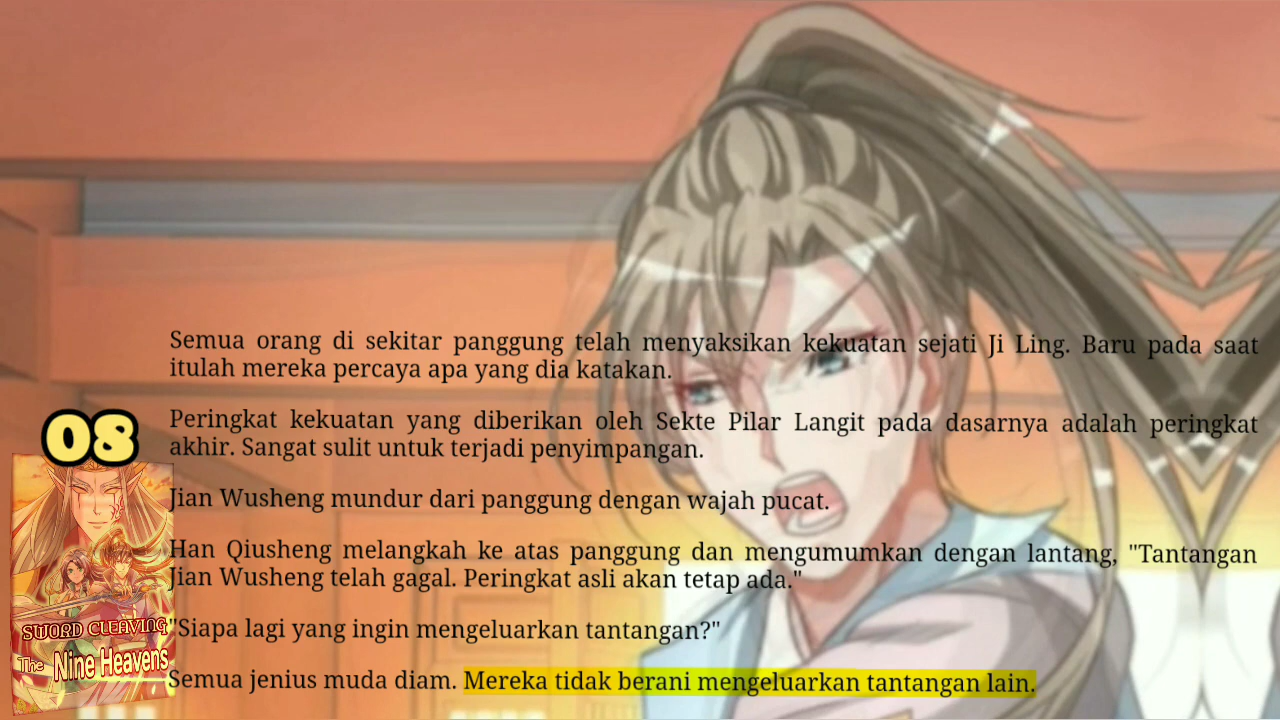 Semua orang di sekitar panggung telah menyaksikan kekuatan sejati Ji Ling. Baru pada saat
itulah mereka percaya apa yang dia katakan.
Peringkat kekuatan yang diberikan oleh Sekte Pilar Langit pada dasarnya adalah peringkat
akhir. Sangat sulit untuk terjadi penyimpangan.
Jian Wusheng mundur dari panggung dengan wajah pucat.
Han Qiusheng melangkah ke atas panggung dan mengumumkan dengan lantang, "Tantangan
Jian Wusheng telah gagal. Peringkat asli akan tetap ada."
"Siapa lagi yang ingin mengeluarkan tantangan?"
Semua jenius muda diam. Mereka tidak berani mengeluarkan tantangan lain.
08
SWORD CLEAVING
The Nine Heavens